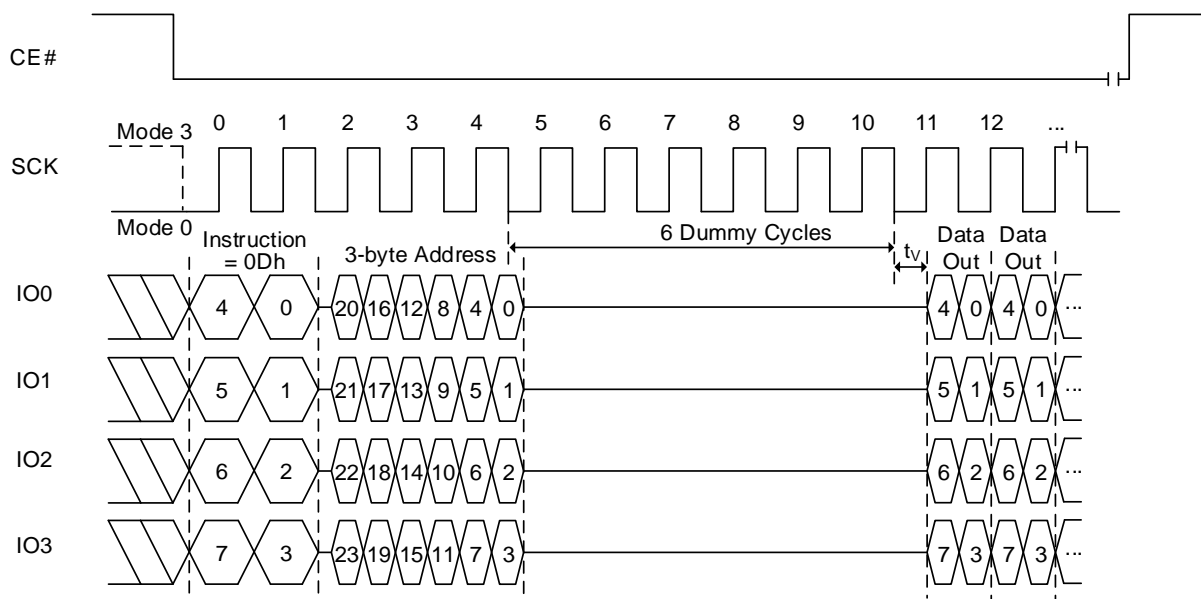 CE#
Mode 3 0 1 2 3 4 5 6 7 8 9 10 11 12 ...
SCK
Mode 0
Instruction = 0Dh
3-byte Address
6 Dummy Cycles
tV
Data Out
Data Out
IO0 4 0 20 16 12 8 4 0 4 0 4 0 ...
IO1 5 1 21 17 13 9 5 1 5 1 5 1 ...
IO2 6 2 22 18 14 10 6 2 6 2 6 2 ...
IO3 7 3 23 19 15 11 7 3 7 3 7 3 ...